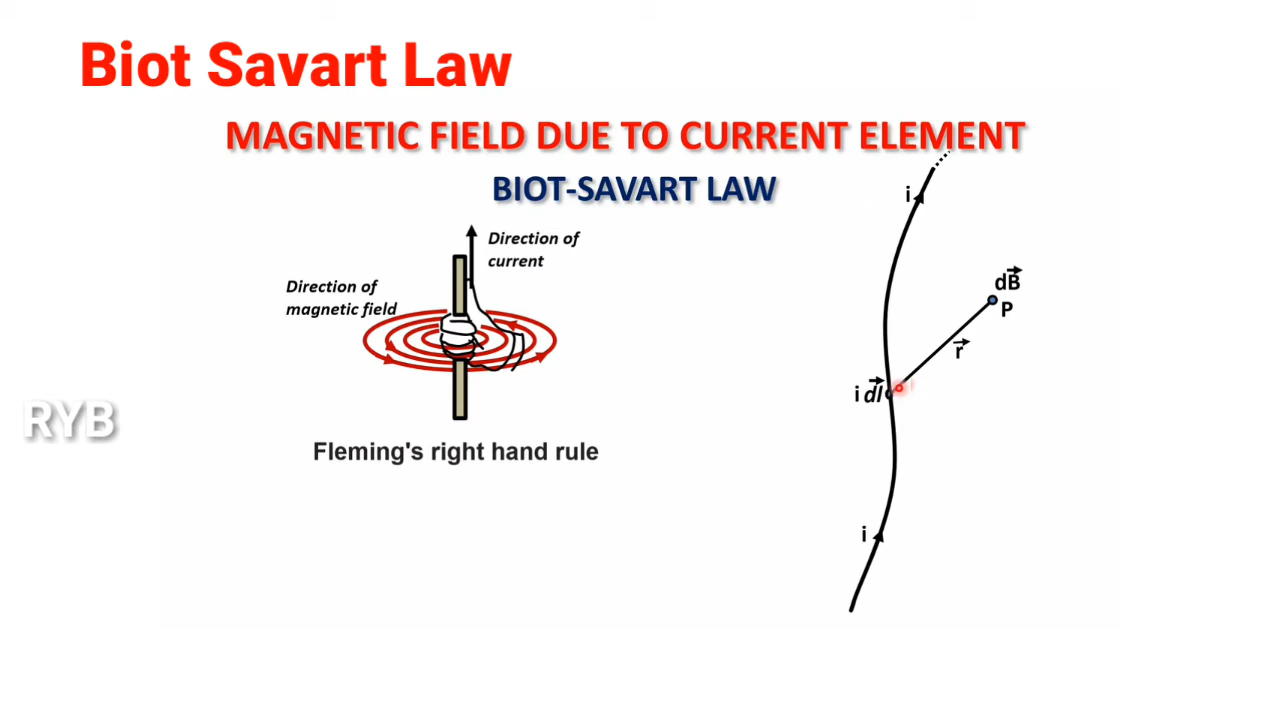 Biot Savart Law
MAGNETIC FIELD DUE TO CURRENT ELEMENT
BIOT-SAVART LAW
Direction of
current
Direction of
magnetic field
Fleming's right hand rule
RYB
i
dB⃗
P
r⃗
i dl⃗
i